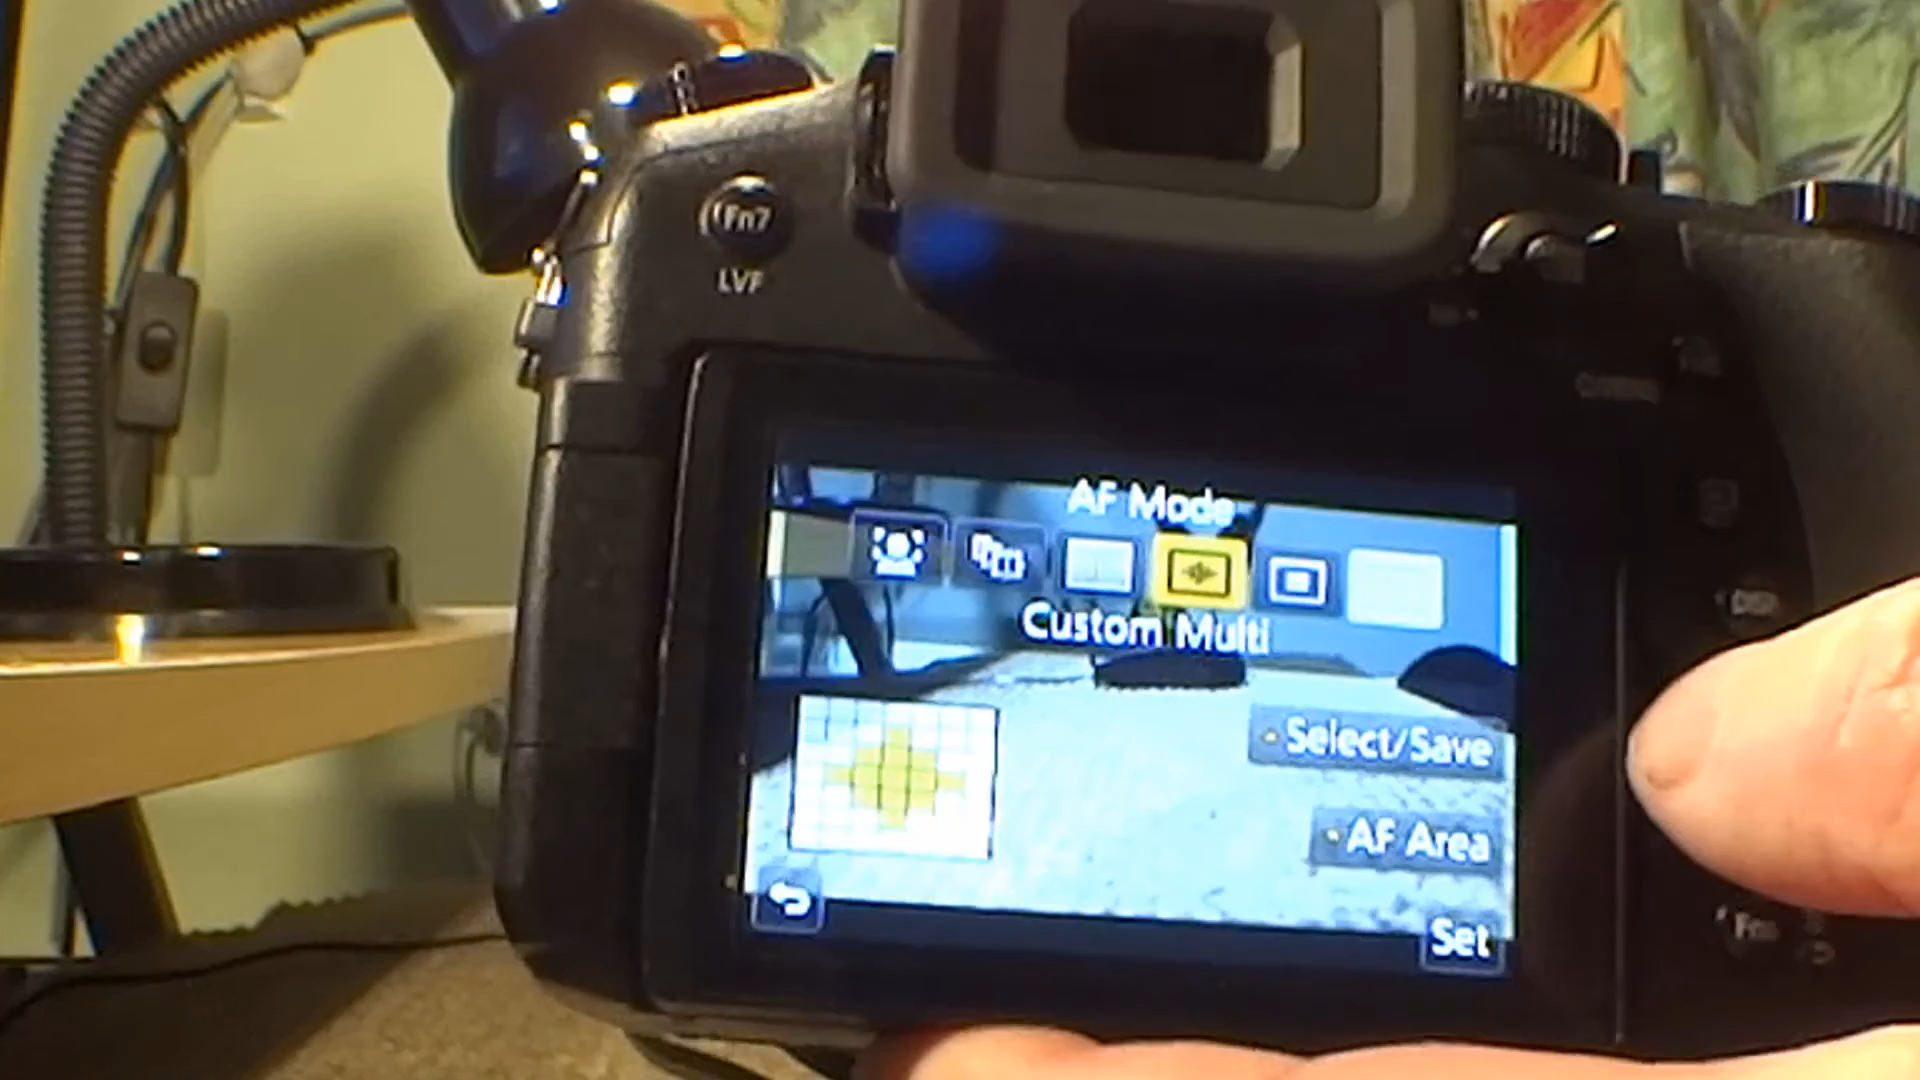 Fn7
LVF
AF Mode
Custom Multi
Select/Save
AF Area
Set